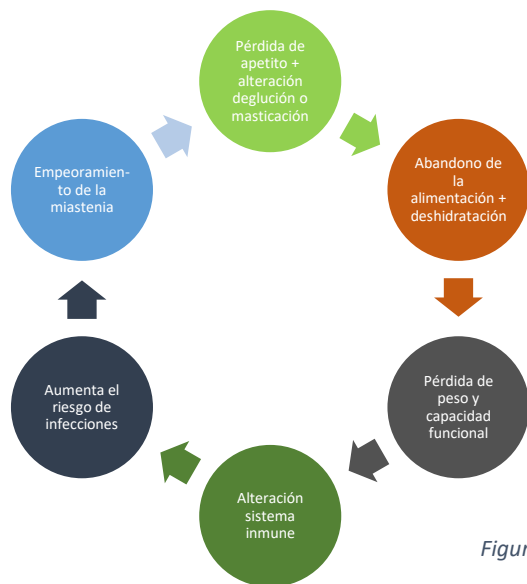 Pérdida de
apetito +
alteración
deglución o
masticación
Abandono de
la
alimentación +
deshidratación
Pérdida de
peso y
capacidad
funcional
Alteración
sistema
inmune
Aumenta el
riesgo de
infecciones
Empeoramien-
to de la
miastenia
Figur